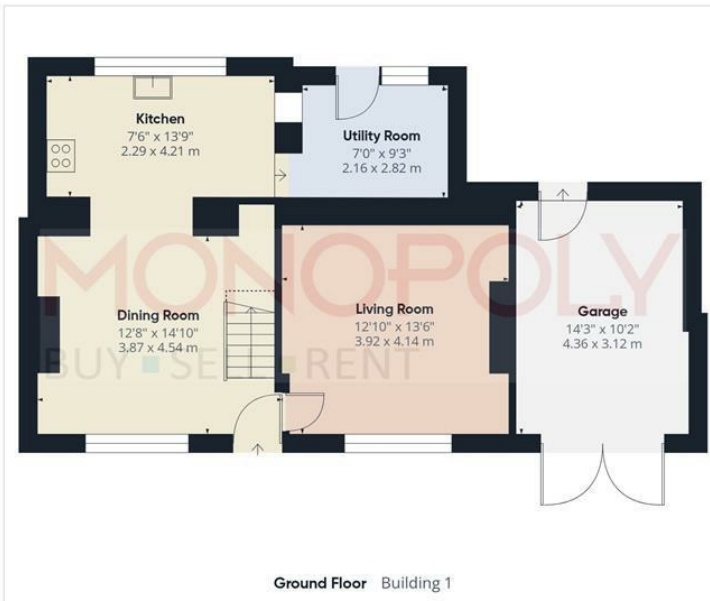 Kitchen
7'6" x 13'9"
2.29 x 4.21 m
Utility Room
7'0" x 9'3"
2.16 x 2.82 m
MONOPOLY
BUY SELL RENT
Dining Room
12'8" x 14'10"
3.87 x 4.54 m
Living Room
12'10" x 13'6"
3.92 x 4.14 m
Garage
14'3" x 10'2"
4.36 x 3.12 m
Ground Floor Building 1